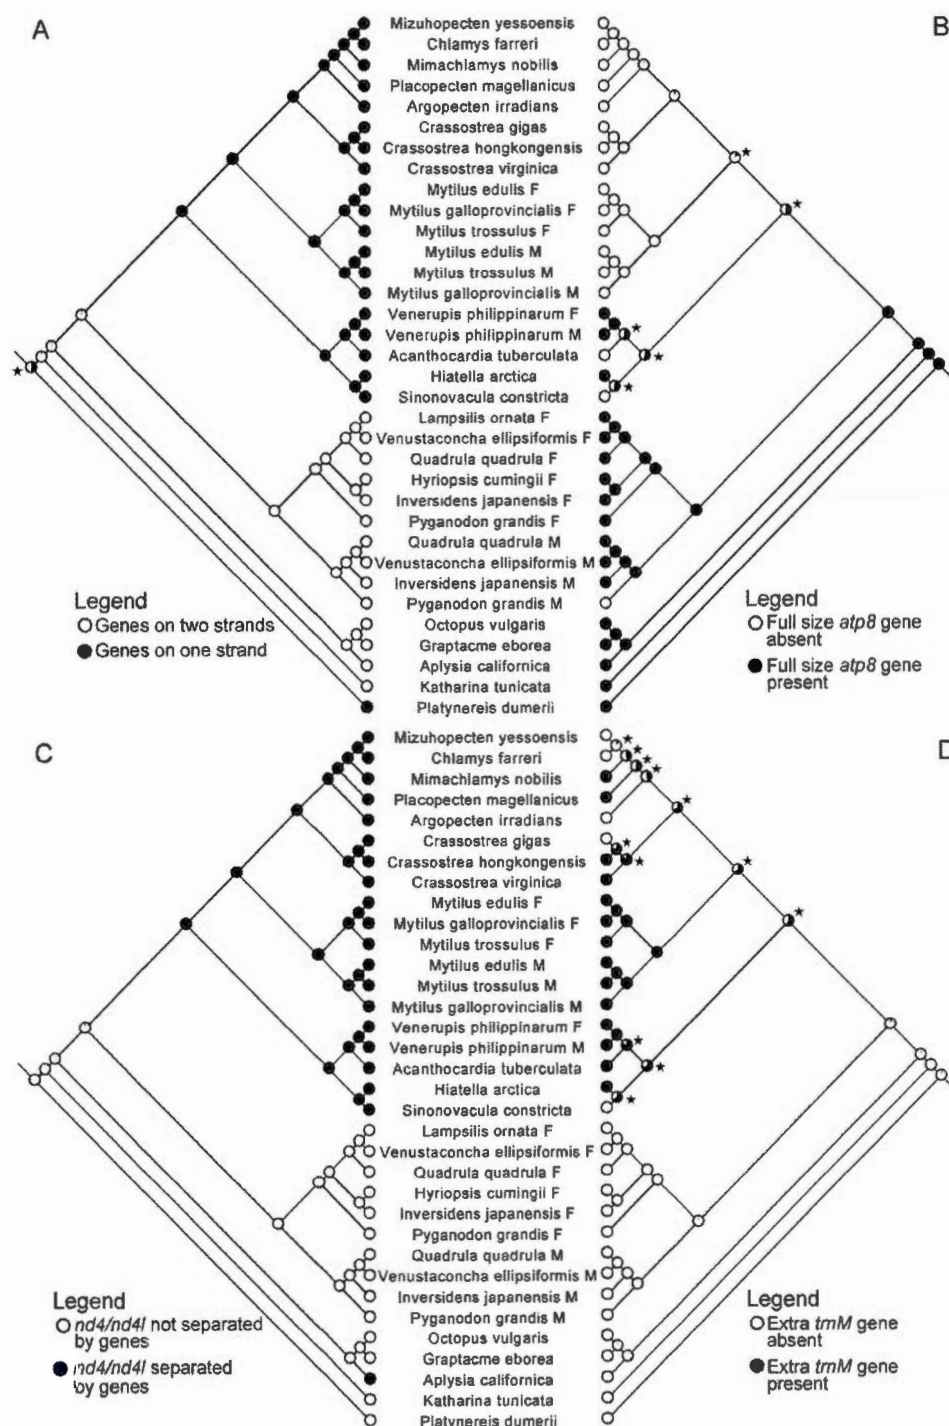 A
B
Mizuhopecten yessoensis
Chlamys farreri
Mimachlamys nobilis
Placopecten magellanicus
Argopecten irradians
Crassostrea gigas
Crassostrea hongkongensis
Crassostrea virginica
Mytilus edulis F
Mytilus galloprovincialis F
Mytilus trossulus F
Mytilus edulis M
Mytilus trossulus M
Mytilus galloprovincialis M
Venerupis philippinarum F
Venerupis philippinarum M
Acanthocardia tuberculata
Hiatella arctica
Sinonovacula constricta
Lampsilis ornata F
Venustaconcha ellipsiformis F
Quadrula quadrula F
Hyriopsis cumingii F
Inversidens japanensis F
Pyganodon grandis F
Quadrula quadrula M
Venustaconcha ellipsiformis M
Inversidens japanensis M
Pyganodon grandis M
Octopus vulgaris
Graptacme eborea
Aplysia californica
Katharina tunicata
Platynereis dumerii
Legend
Genes on two strands
Genes on one strand
Legend
Full size atp8 gene
absent
Full size atp8 gene
present
C
D
Mizuhopecten yessoensis
Chlamys farreri
Mimachlamys nobilis
Placopecten magellanicus
Argopecten irradians
Crassostrea gigas
Crassostrea hongkongensis
Crassostrea virginica
Mytilus edulis F
Mytilus galloprovincialis F
Mytilus trossulus F
Mytilus edulis M
Mytilus trossulus M
Mytilus galloprovincialis M
Venerupis philippinarum F
Venerupis philippinarum M
Acanthocardia tuberculata
Hiatella arctica
Sinonovacula constricta
Lampsilis ornata F
Venustaconcha ellipsiformis F
Quadrula quadrula F
Hyriopsis cumingii F
Inversidens japanensis F
Pyganodon grandis F
Quadrula quadrula M
Venustaconcha ellipsiformis M
Inversidens japanensis M
Pyganodon grandis M
Octopus vulgaris
Graptacme eborea
Aplysia californica
Katharina tunicata
Platynereis dumerii
Legend
nd4/nd4l not separated
by genes
nd4/nd4l separated
by genes
Legend
Extra trnM gene
absent
Extra trnM gene
present